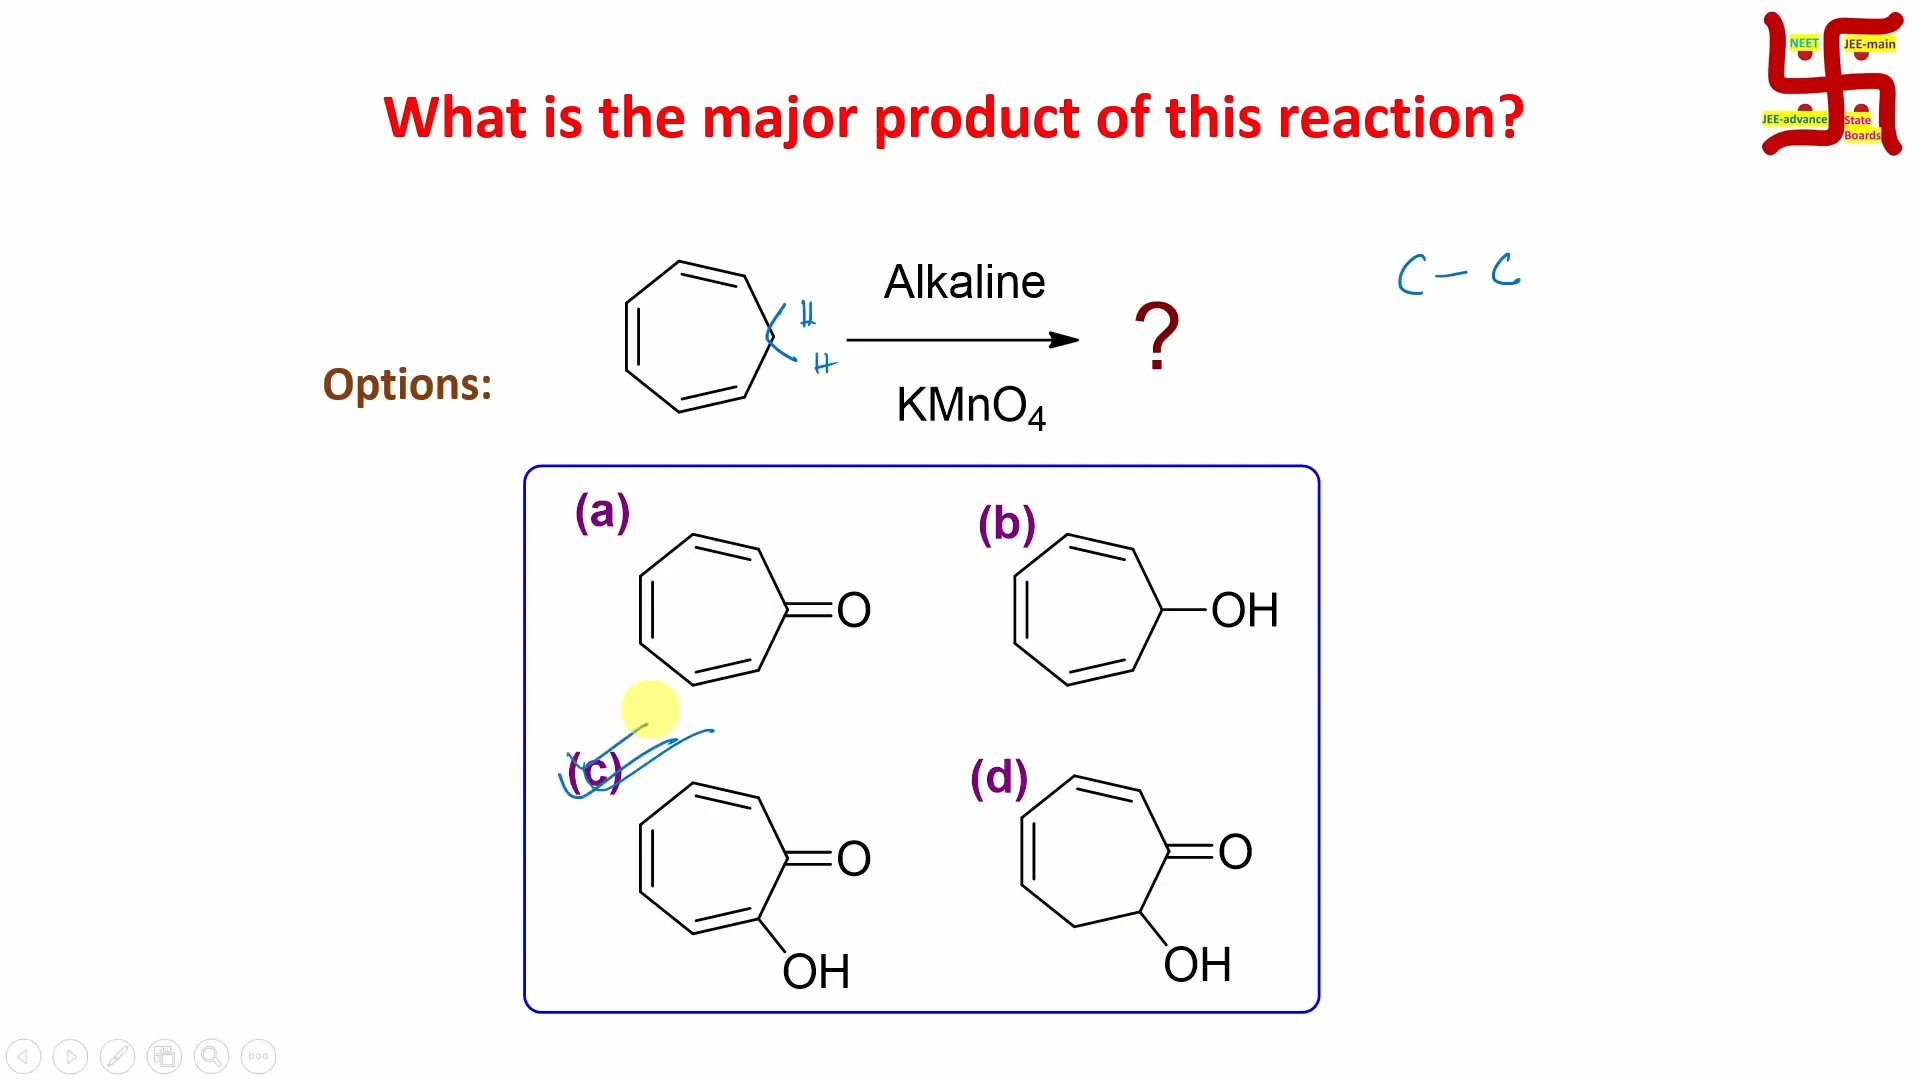 NEET JEE-main
JEE-advance State
Boards
What is the major product of this reaction?
C - C
Alkaline
H
?
H
Options:
KMnO4
(a)
(b)
O
OH
(c)
(d)
O
O
OH
OH